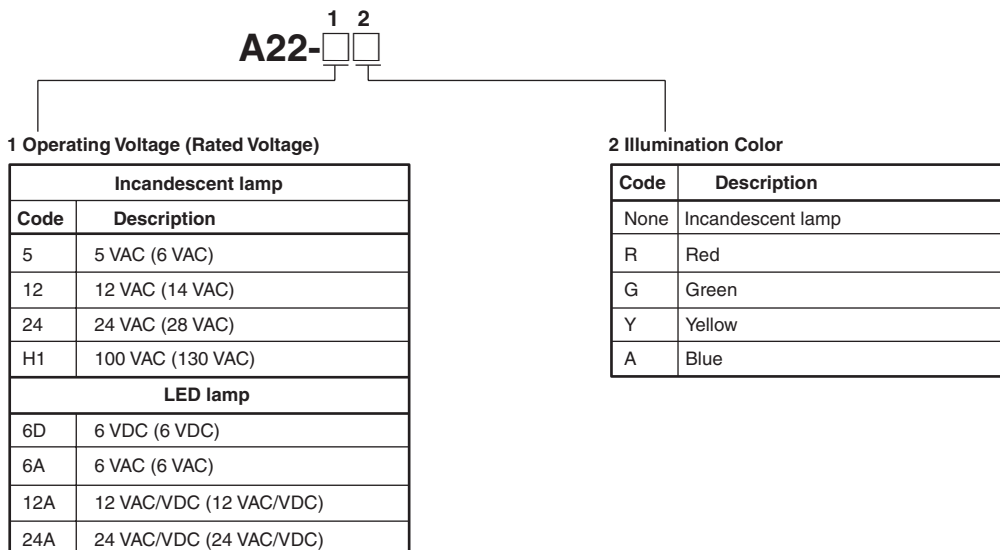 1 2
A22-□□
1 Operating Voltage (Rated Voltage)
Incandescent lamp
Code Description
5 5 VAC (6 VAC)
12 12 VAC (14 VAC)
24 24 VAC (28 VAC)
H1 100 VAC (130 VAC)
LED lamp
6D 6 VDC (6 VDC)
6A 6 VAC (6 VAC)
12A 12 VAC/VDC (12 VAC/VDC)
24A 24 VAC/VDC (24 VAC/VDC)
2 Illumination Color
Code Description
None Incandescent lamp
R Red
G Green
Y Yellow
A Blue